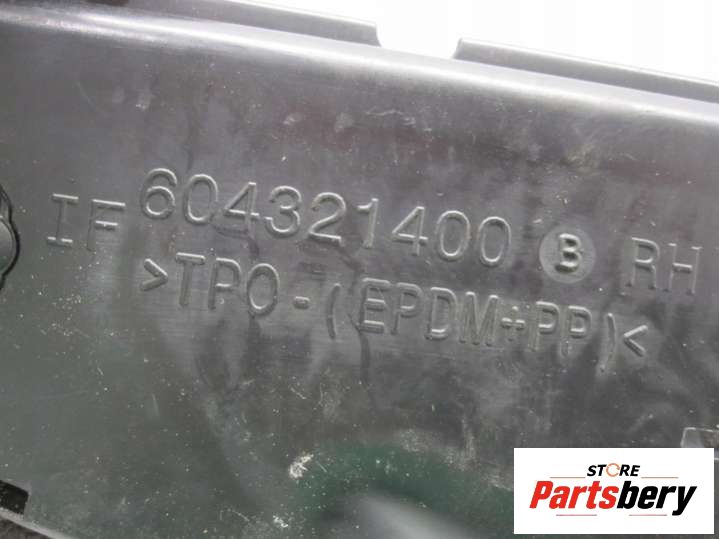 IF 604321400 B RH
>TPO-(EPDM+PP)<
STORE
Partsbery